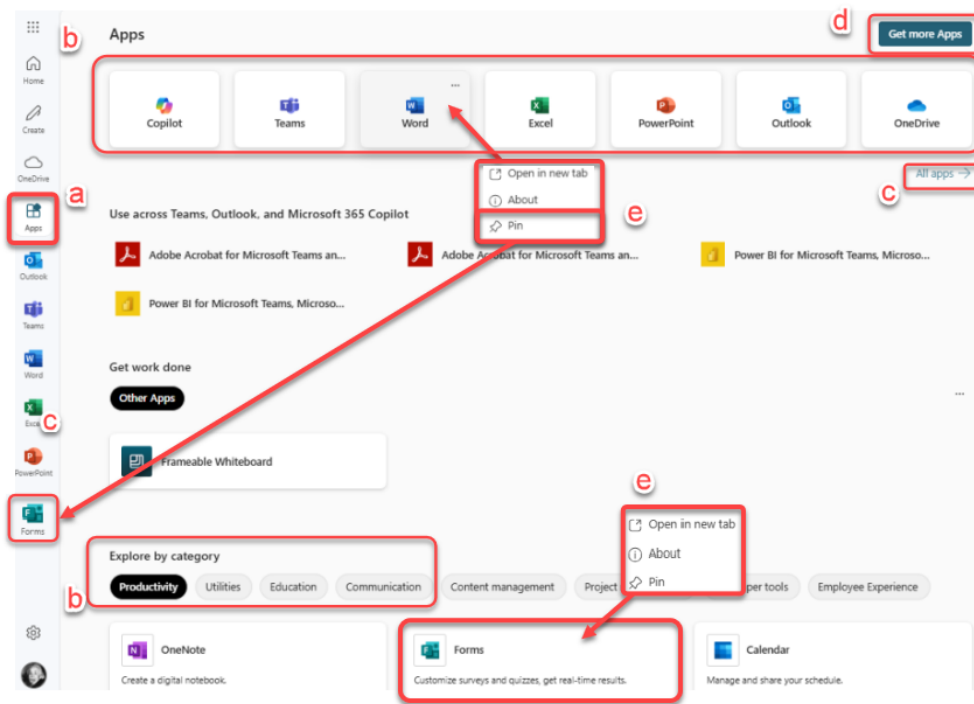 b
Apps
d
Get more Apps
Home
Create
OneDrive
a
Apps
Outlook
Teams
Word
Excel
c
PowerPoint
Forms
Copilot
Teams
Word
Excel
PowerPoint
Outlook
OneDrive
Open in new tab
About
Pin
e
All apps →
c
Use across Teams, Outlook, and Microsoft 365 Copilot
Adobe Acrobat for Microsoft Teams an...
Adobe Acrobat for Microsoft Teams an...
Power BI for Microsoft Teams, Microso...
Power BI for Microsoft Teams, Microso...
Get work done
Other Apps
Frameable Whiteboard
e
Open in new tab
About
Pin
Explore by category
b
Productivity
Utilities
Education
Communication
Content management
Project
tools
Employee Experience
OneNote
Create a digital notebook.
Forms
Customize surveys and quizzes, get real-time results.
Calendar
Manage and share your schedule.